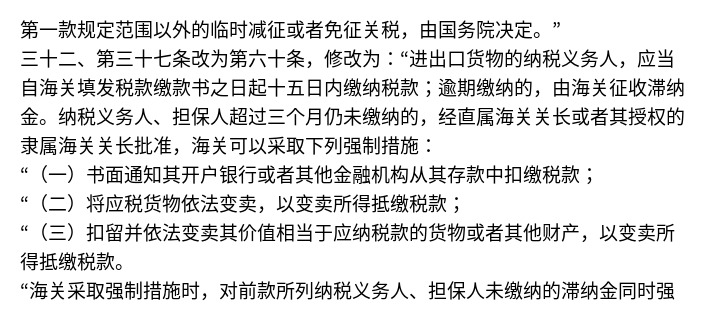 第一款规定范围以外的临时减征或者免征关税，由国务院决定。”
三十二、第三十七条改为第六十条，修改为：“进出口货物的纳税义务人，应当
自海关填发税款缴款书之日起十五日内缴纳税款；逾期缴纳的，由海关征收滞纳
金。纳税义务人、担保人超过三个月仍未缴纳的，经直属海关关长或者其授权的
隶属海关关长批准，海关可以采取下列强制措施：
“（一）书面通知其开户银行或者其他金融机构从其存款中扣缴税款；
“（二）将应税货物依法变卖，以变卖所得抵缴税款；
“（三）扣留并依法变卖其价值相当于应纳税款的货物或者其他财产，以变卖所
得抵缴税款。
“海关采取强制措施时，对前款所列纳税义务人、担保人未缴纳的滞纳金同时强